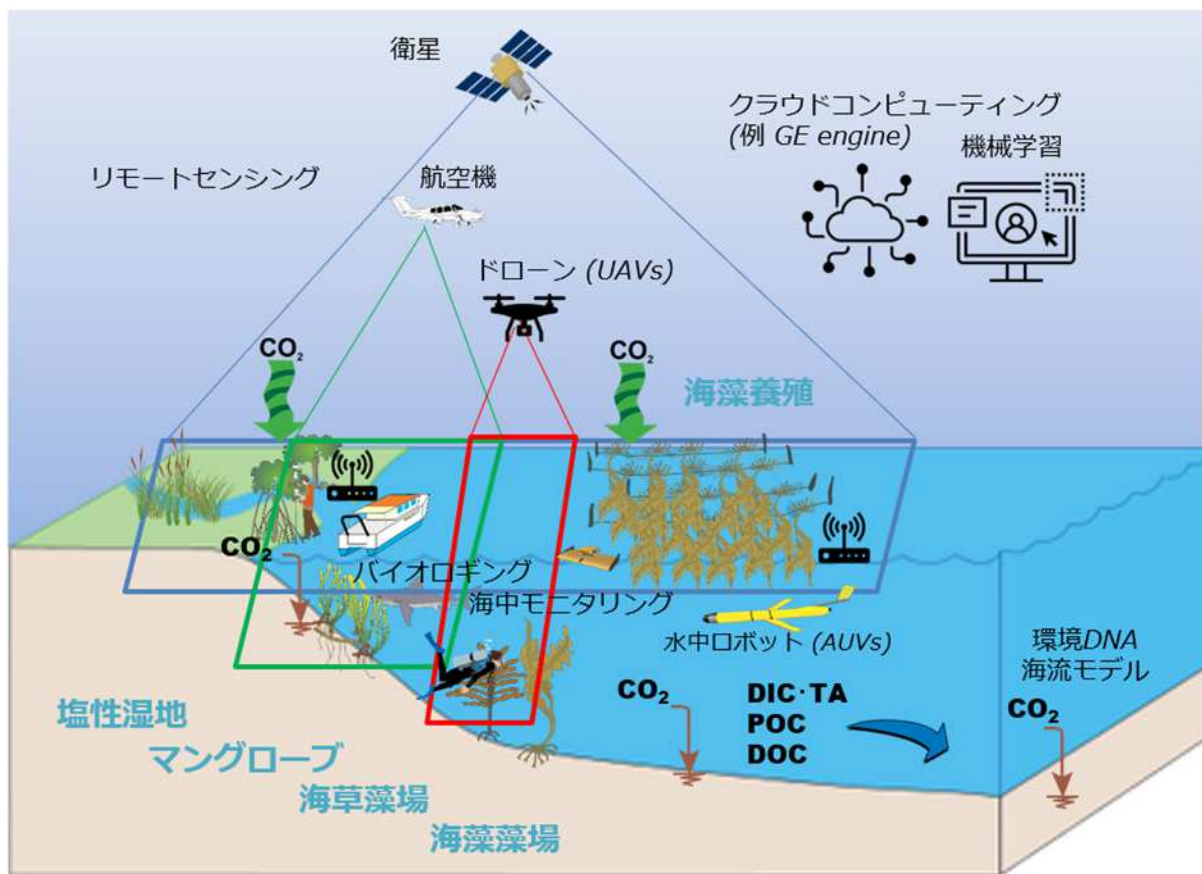 衛星
クラウドコンピューティング
(例 GE engine)
機械学習
リモートセンシング
航空機
ドローン (UAVs)
CO₂
CO₂
海藻養殖
CO₂
バイオロギング
海中モニタリング
水中ロボット (AUVs)
環境DNA
海流モデル
塩性湿地
マングローブ
海草藻場
海藻藻場
CO₂
DIC・TA
POC
DOC
CO₂